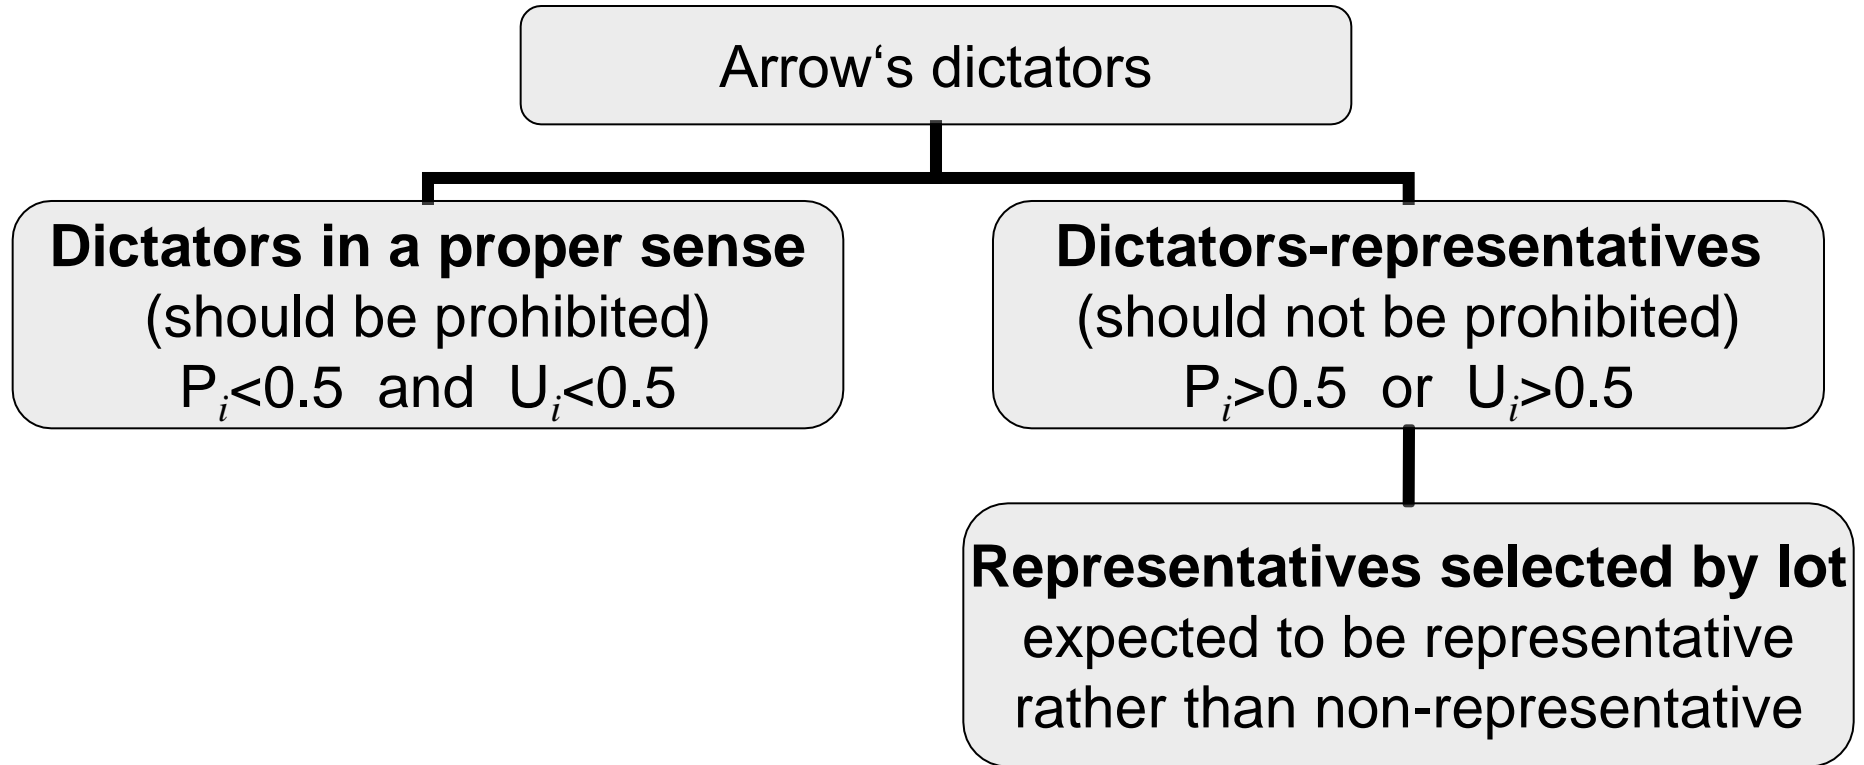 Arrow‘s dictators
Dictators in a proper sense
(should be prohibited)
Pᵢ<0.5 and Uᵢ<0.5
Dictators-representatives
(should not be prohibited)
Pᵢ>0.5 or Uᵢ>0.5
Representatives selected by lot
expected to be representative
rather than non-representative